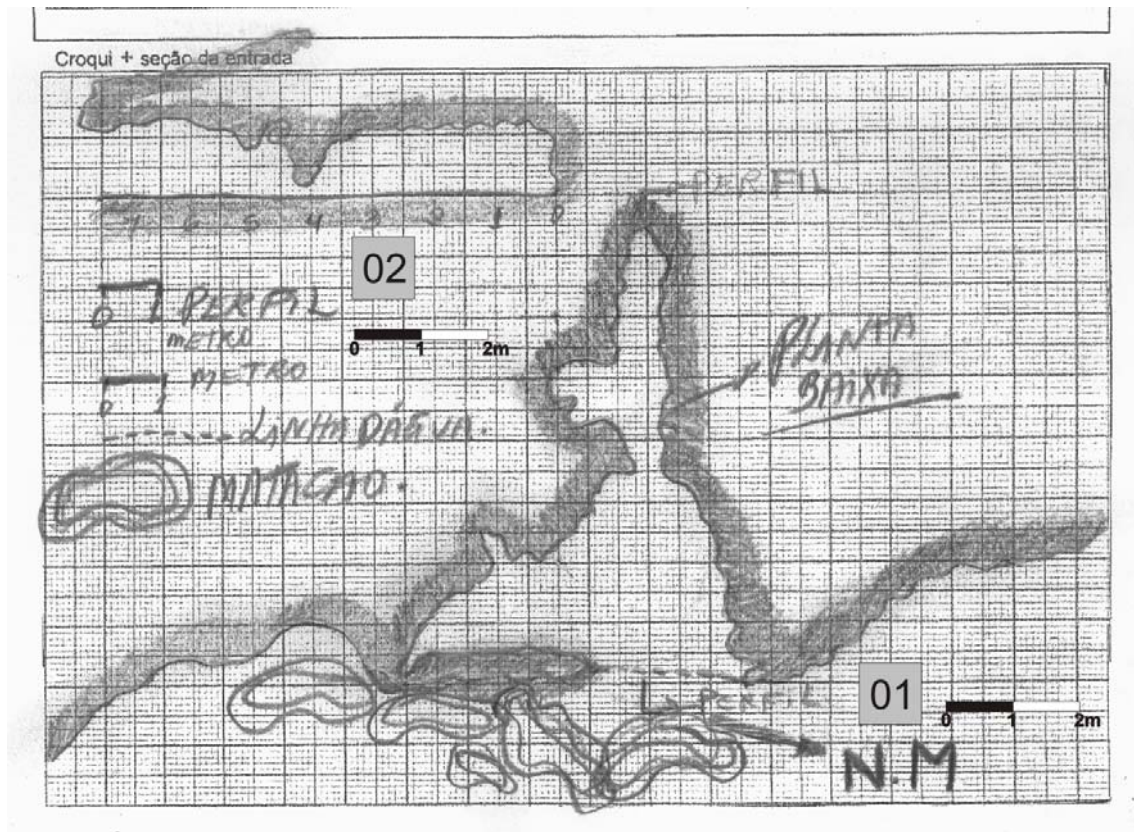 Croqui + seção da entrada
PERFIL
7 6 5 4 3 2 1 0
02
0 1 PERFIL
METRO
0 1 2m
0 1 METRO
LINHA DÁGUA.
MATACAO.
PLANTA
BAIXA
PERFIL
01
0 1 2m
N.M